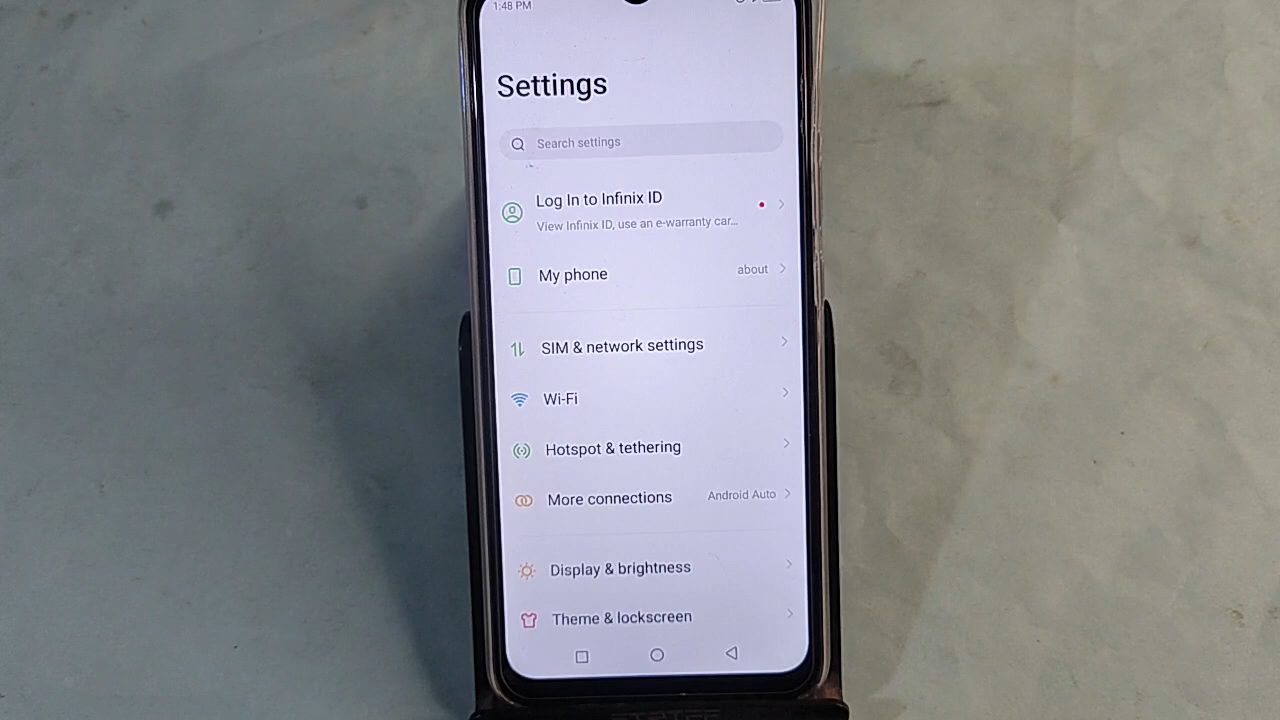 1:48 PM
Settings
Search settings
Log In to Infinix ID
View Infinix ID, use an e-warranty car...
My phone about
SIM & network settings
Wi-Fi
Hotspot & tethering
More connections Android Auto
Display & brightness
Theme & lockscreen